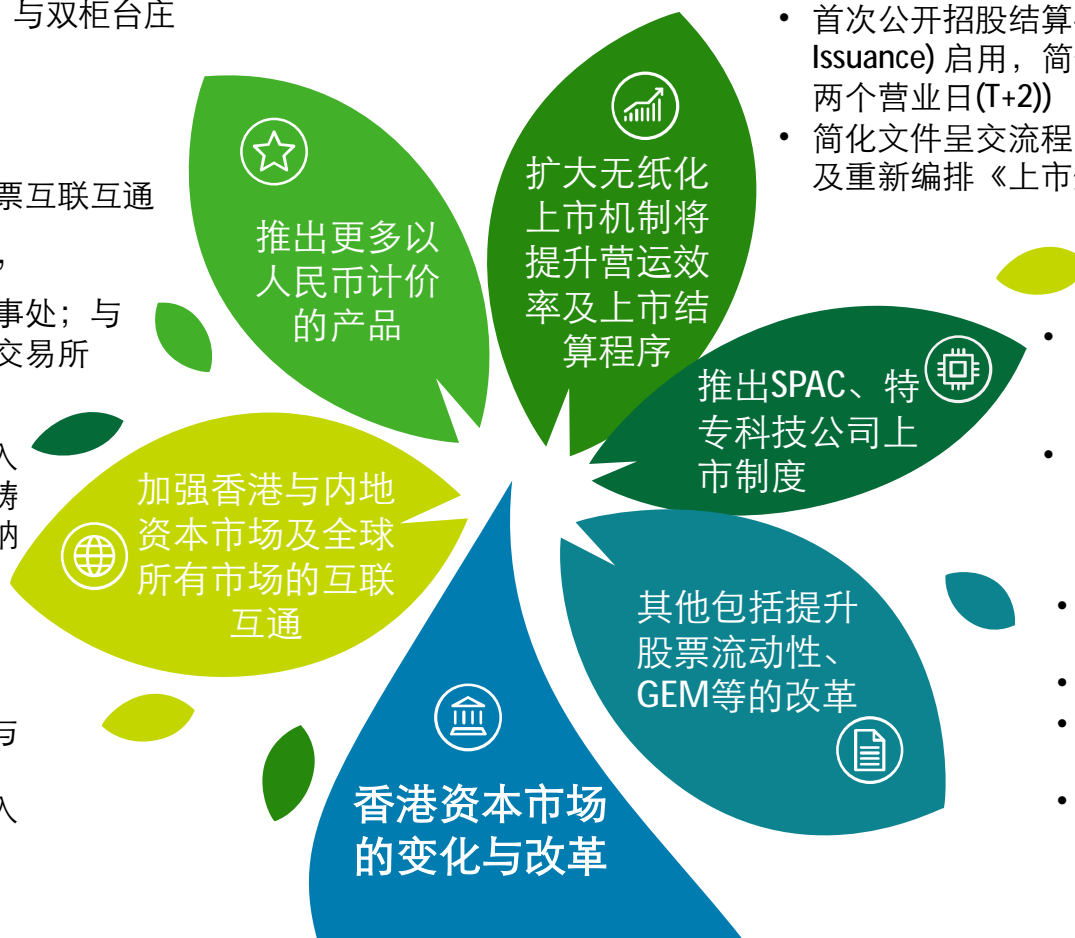 与双柜台庄
票互联互通
，
事处；与
交易所
入
内
与
入
推出更多以
人民币计价
的产品
扩大无纸化
上市机制将
提升营运效
率及上市结
算程序
推出SPAC、特
专科技公司上
市制度
加强香港与内地
资本市场及全球
所有市场的互联
互通
其他包括提升
股票流动性、
GEM等的改革
香港资本市场
的变化与改革
• 首次公开招股结算
Issuance) 启用，简
两个营业日(T+2))
• 简化文件呈交流程
及重新编排《上市
•
•
•
•
•
•